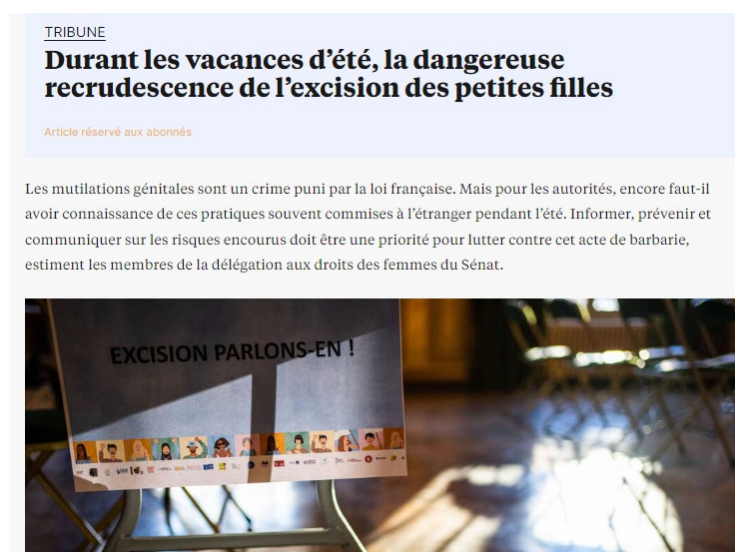 TRIBUNE
Durant les vacances d’été, la dangereuse
recrudescence de l’excision des petites filles
Article réservé aux abonnés
Les mutilations génitales sont un crime puni par la loi française. Mais pour les autorités, encore faut-il
avoir connaissance de ces pratiques souvent commises à l’étranger pendant l’été. Informer, prévenir et
communiquer sur les risques encourus doit être une priorité pour lutter contre cet acte de barbarie,
estiment les membres de la délégation aux droits des femmes du Sénat.
EXCISION PARLONS-EN !